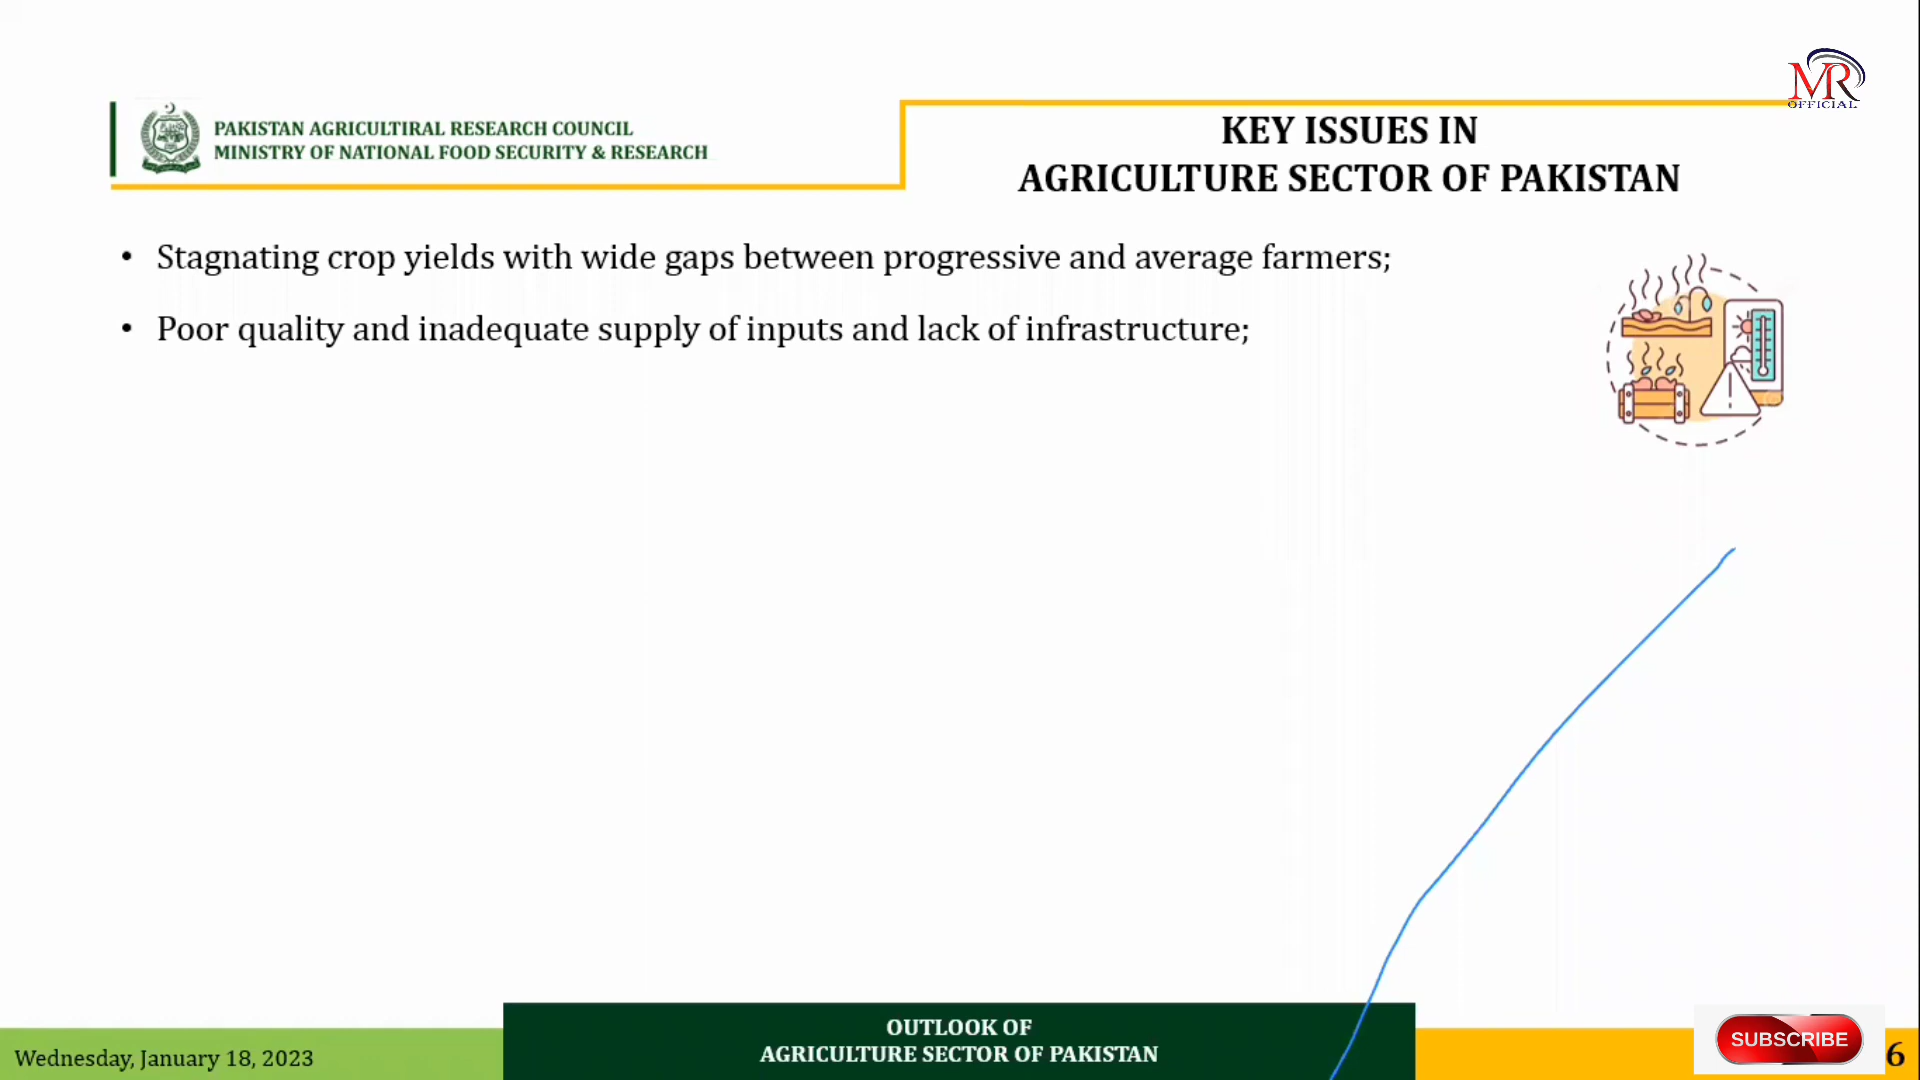 MR
OFFICIAL
PAKISTAN AGRICULTIRAL RESEARCH COUNCIL
MINISTRY OF NATIONAL FOOD SECURITY & RESEARCH
KEY ISSUES IN
AGRICULTURE SECTOR OF PAKISTAN
• Stagnating crop yields with wide gaps between progressive and average farmers;
• Poor quality and inadequate supply of inputs and lack of infrastructure;
OUTLOOK OF
AGRICULTURE SECTOR OF PAKISTAN
Wednesday, January 18, 2023
SUBSCRIBE
6